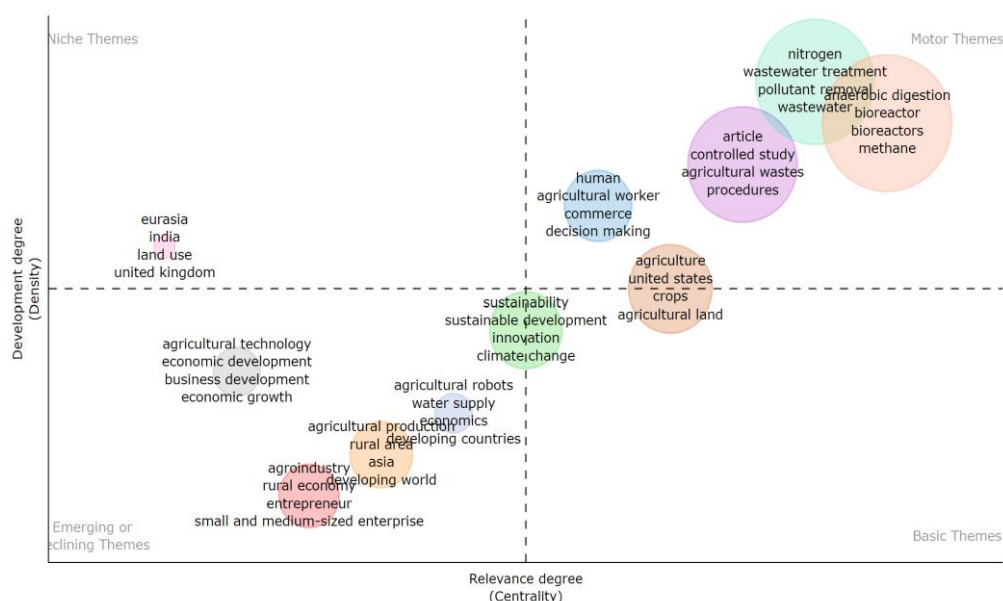 Niche Themes
Motor Themes
nitrogen
wastewater treatment
pollutant removal
wastewater
anaerobic digestion
bioreactor
bioreactors
methane
article
controlled study
agricultural wastes
procedures
human
agricultural worker
commerce
decision making
eurasia
india
land use
united kingdom
agriculture
united states
crops
agricultural land
sustainability
sustainable development
innovation
climate change
agricultural technology
economic development
business development
economic growth
agricultural robots
water supply
economics
developing countries
agricultural production
rural area
asia
developing world
agroindustry
rural economy
entrepreneur
small and medium-sized enterprise
Emerging or
eclining Themes
Basic Themes
Development degree
(Density)
Relevance degree
(Centrality)